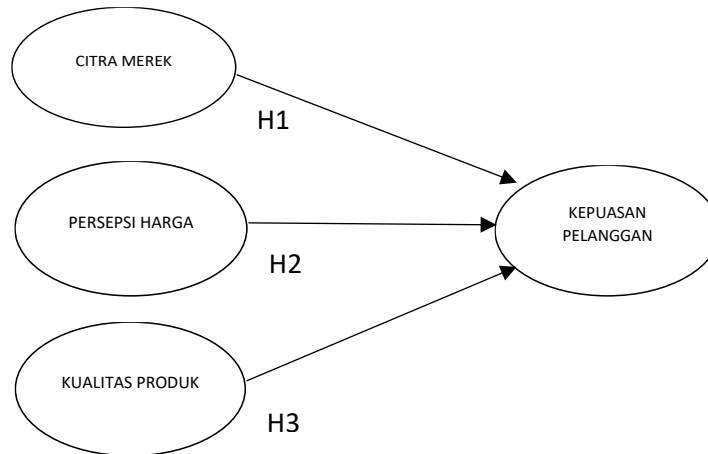 CITRA MEREK
H1
PERSEPSI HARGA
KEPUASAN
PELANGGAN
H2
KUALITAS PRODUK
H3